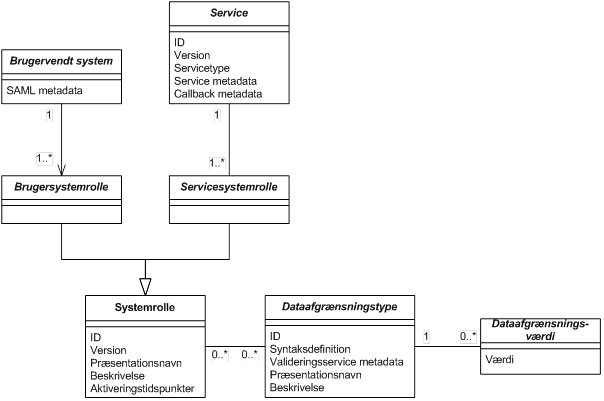 Service
ID
Version
Servicetype
Service metadata
Callback metadata
Brugervendt system
SAML metadata
1
1
1..*
1..*
Brugersystemrolle
Servicesystemrolle
Systemrolle
ID
Version
Præsentationsnavn
Beskrivelse
Aktiveringstidspunkter
0..*
0..*
Dataafgrænsningstype
ID
Syntaksdefinition
Valideringsservice metadata
Præsentationsnavn
Beskrivelse
1
0..*
Dataafgrænsnings-
værdi
Værdi